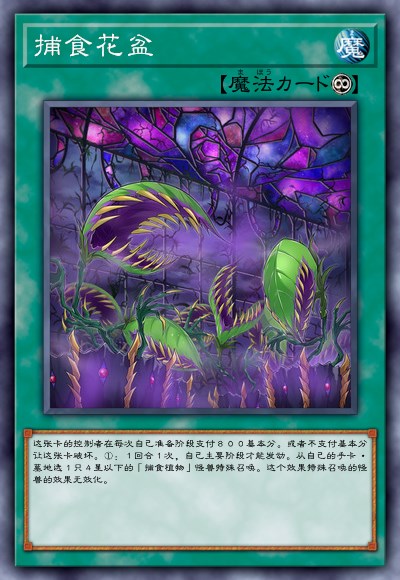 捕食花盆
魔
【魔法カード】
まほう
这张卡的控制者在每次自己准备阶段支付８００基本分。或者不支付基本分
让这张卡破坏。①：１回合１次，自己主要阶段才能发动。从自己的手卡・
墓地选１只４星以下的「捕食植物」怪兽特殊召唤。这个效果特殊召唤的怪
兽的效果无效化。